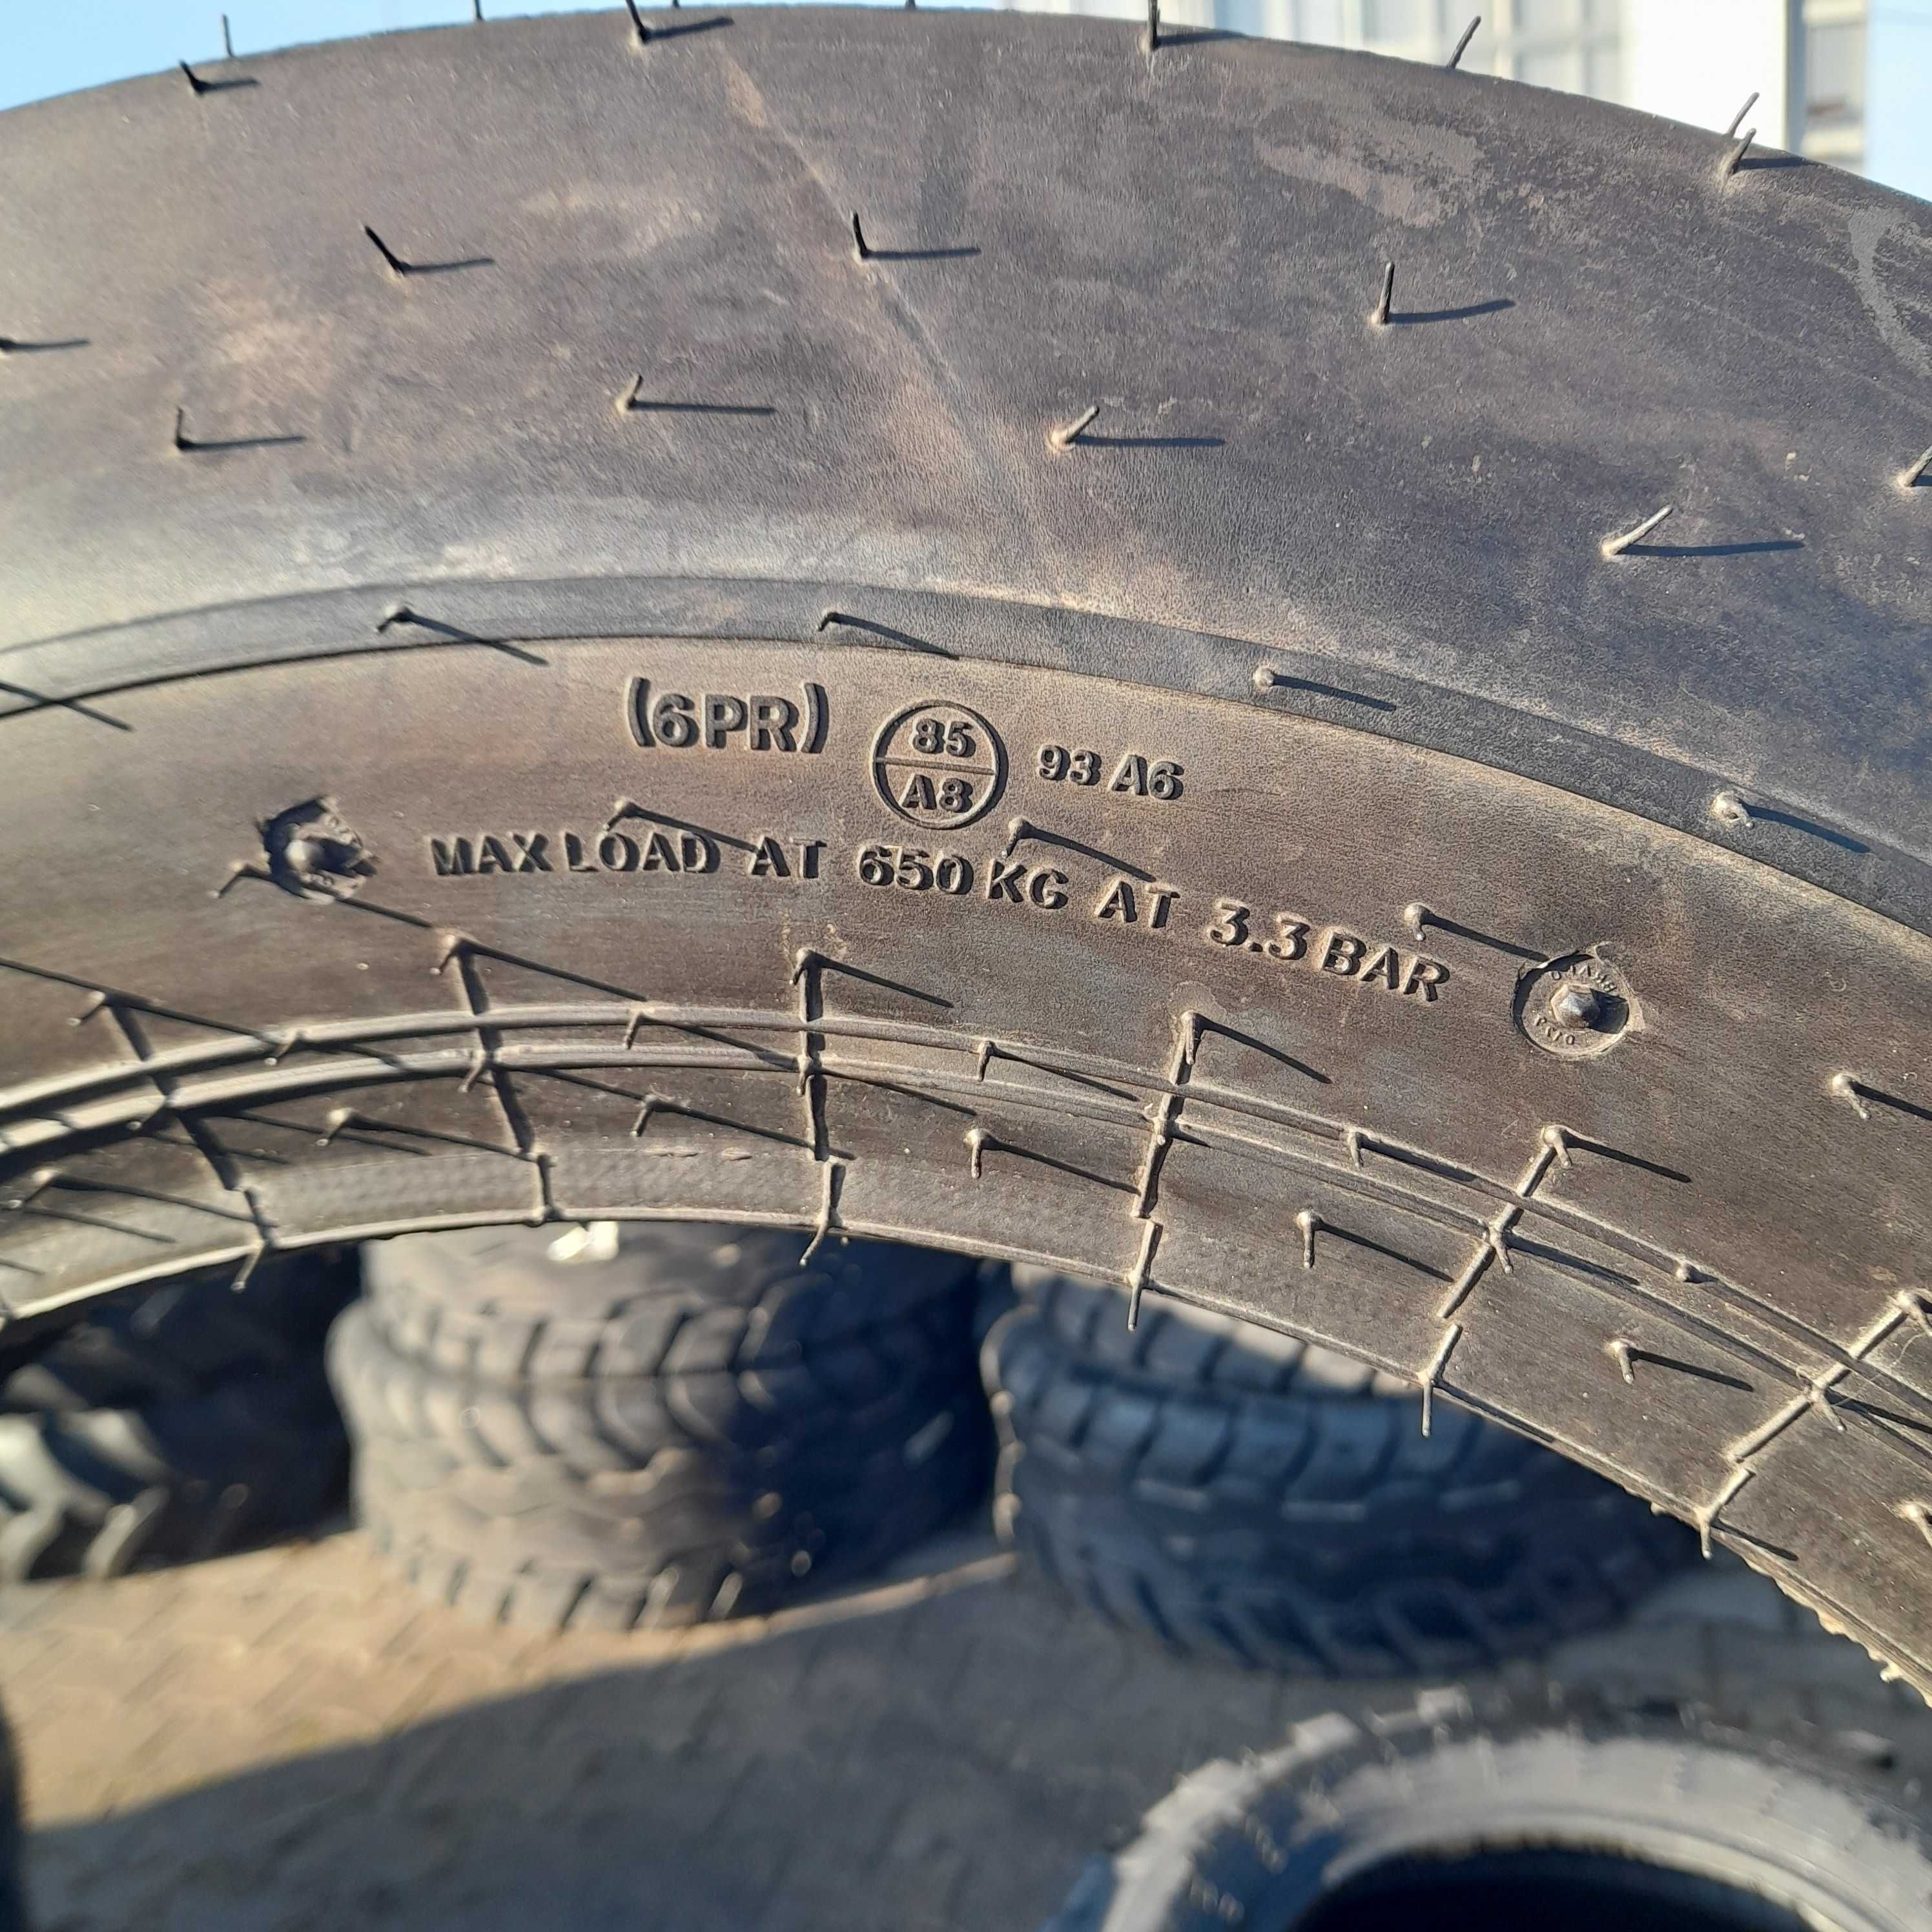 (6PR) 85 93 A6
A8
MAX LOAD AT 650 KG AT 3.3 BAR